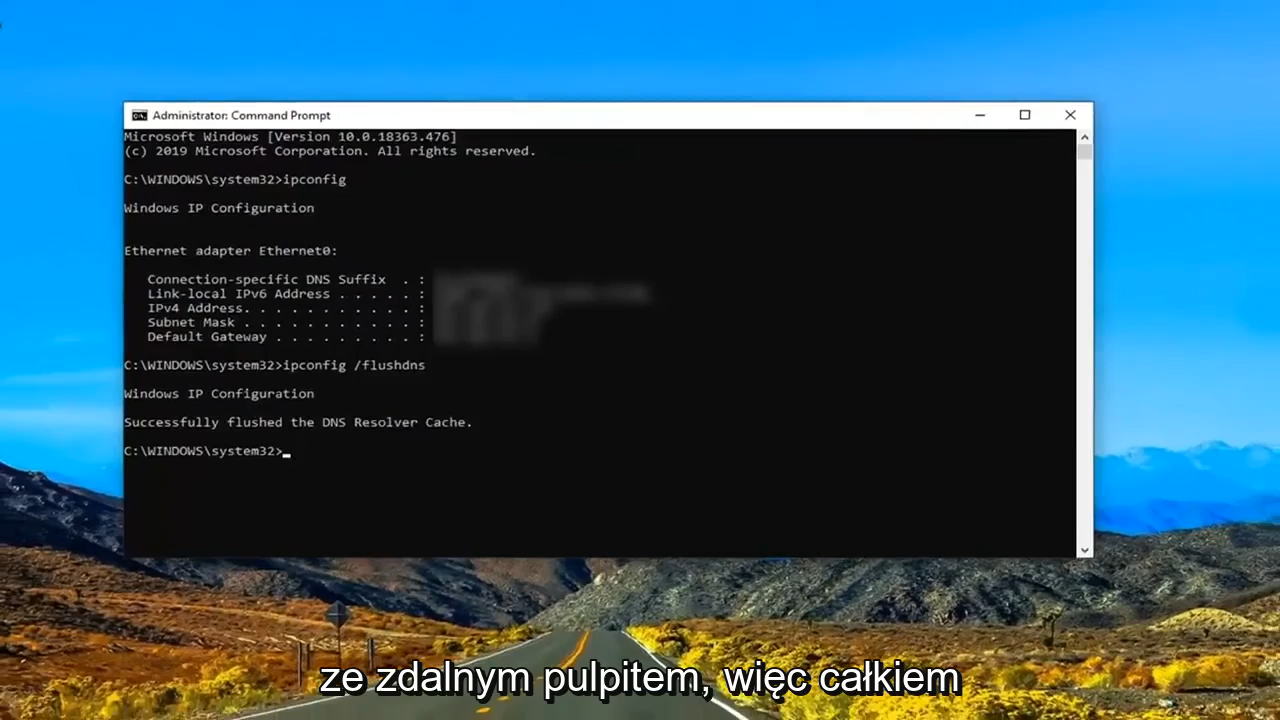 Administrator: Command Prompt
Microsoft Windows [Version 10.0.18363.476]
(c) 2019 Microsoft Corporation. All rights reserved.
C:\WINDOWS\system32>ipconfig
Windows IP Configuration
Ethernet adapter Ethernet0:
Connection-specific DNS Suffix . :
Link-local IPv6 Address . . . . . :
IPv4 Address. . . . . . . . . . . :
Subnet Mask . . . . . . . . . . . :
Default Gateway . . . . . . . . . :
C:\WINDOWS\system32>ipconfig /flushdns
Windows IP Configuration
Successfully flushed the DNS Resolver Cache.
C:\WINDOWS\system32>_
ze zdalnym pulpitem, więc całkiem